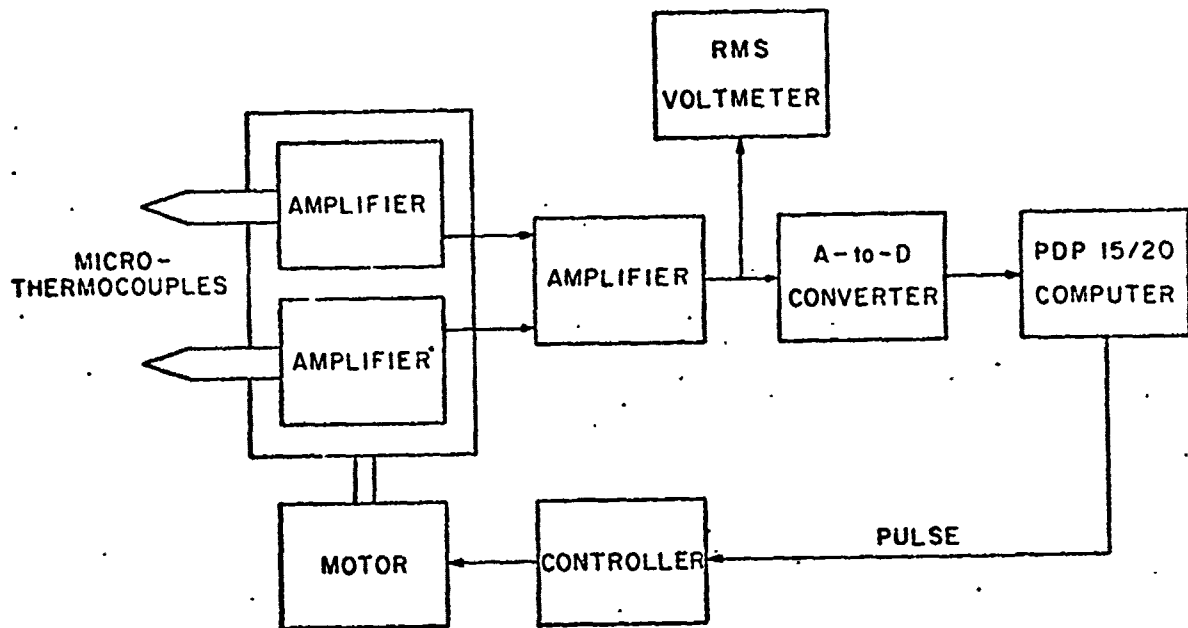 RMS
VOLTMETER
AMPLIFIER
MICRO-
THERMOCOUPLES
AMPLIFIER
AMPLIFIER
A-to-D
CONVERTER
PDP 15/20
COMPUTER
MOTOR
CONTROLLER
PULSE